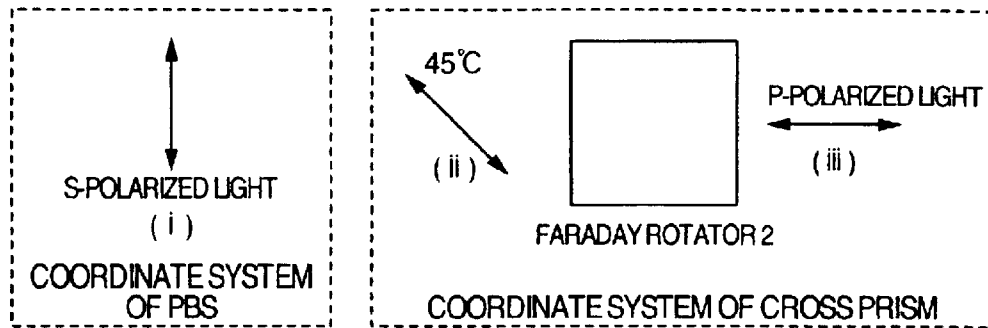 S-POLARIZED LIGHT
( i )
COORDINATE SYSTEM
OF PBS
45°C
( ii )
FARADAY ROTATOR 2
P-POLARIZED LIGHT
( iii )
COORDINATE SYSTEM OF CROSS PRISM